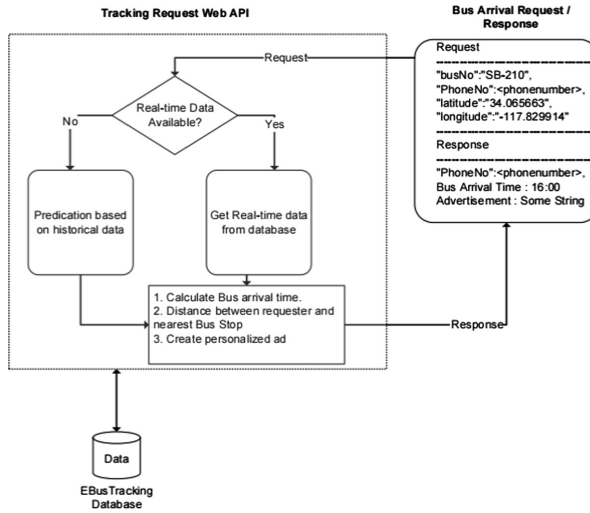 Tracking Request Web API
Bus Arrival Request /
Response
Request
Request
"busNo":"SB-210",
"PhoneNo":<phonenumber>,
"latitude":"34.065663",
"longitude":"-117.829914"
Response
"PhoneNo":<phonenumber>,
Bus Arrival Time : 16:00
Advertisement : Some String
Real-time Data
Available?
No
Yes
Predication based
on historical data
Get Real-time data
from database
1. Calculate Bus arrival time.
2. Distance between requester and
nearest Bus Stop
3. Create personalized ad
Response
Data
EBusTracking
Database